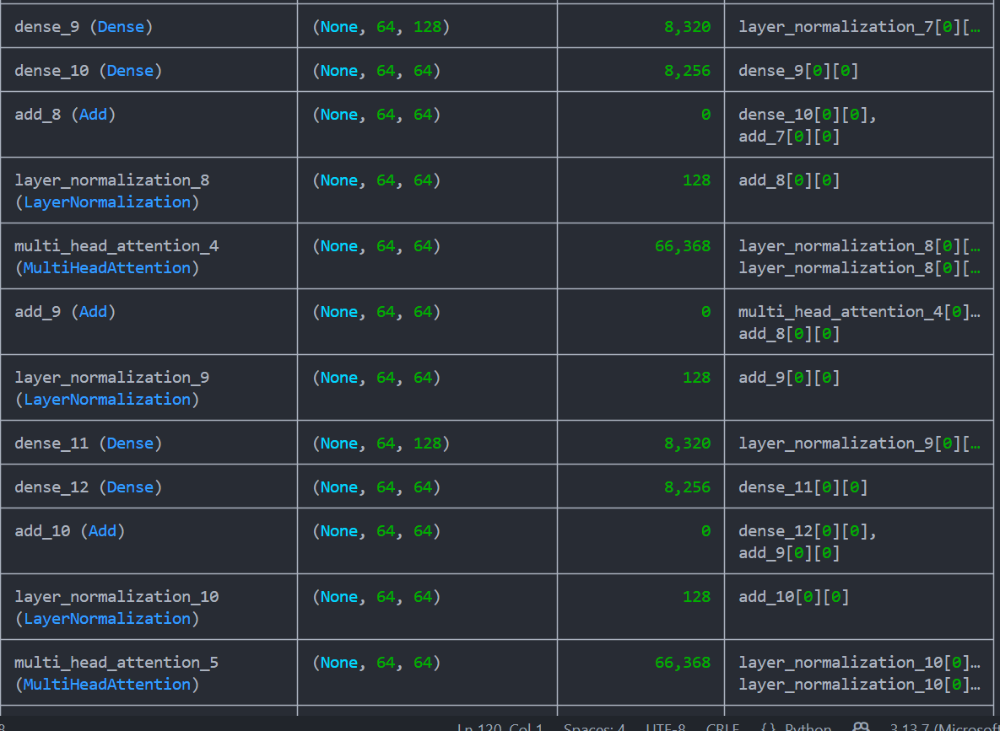 dense_9 (Dense) (None, 64, 128) 8,320 layer_normalization_7[0][…
dense_10 (Dense) (None, 64, 64) 8,256 dense_9[0][0]
add_8 (Add) (None, 64, 64) 0 dense_10[0][0],
add_7[0][0]
layer_normalization_8 (None, 64, 64) 128 add_8[0][0]
(LayerNormalization)
multi_head_attention_4 (None, 64, 64) 66,368 layer_normalization_8[0][…
(MultiHeadAttention) layer_normalization_8[0][…
add_9 (Add) (None, 64, 64) 0 multi_head_attention_4[0]…
add_8[0][0]
layer_normalization_9 (None, 64, 64) 128 add_9[0][0]
(LayerNormalization)
dense_11 (Dense) (None, 64, 128) 8,320 layer_normalization_9[0][…
dense_12 (Dense) (None, 64, 64) 8,256 dense_11[0][0]
add_10 (Add) (None, 64, 64) 0 dense_12[0][0],
add_9[0][0]
layer_normalization_10 (None, 64, 64) 128 add_10[0][0]
(LayerNormalization)
multi_head_attention_5 (None, 64, 64) 66,368 layer_normalization_10[0]…
(MultiHeadAttention) layer_normalization_10[0]…
Ln 120, Col 1 Spaces: 4 UTF-8 CRLF {} Python 3.13.7 (Microsoft